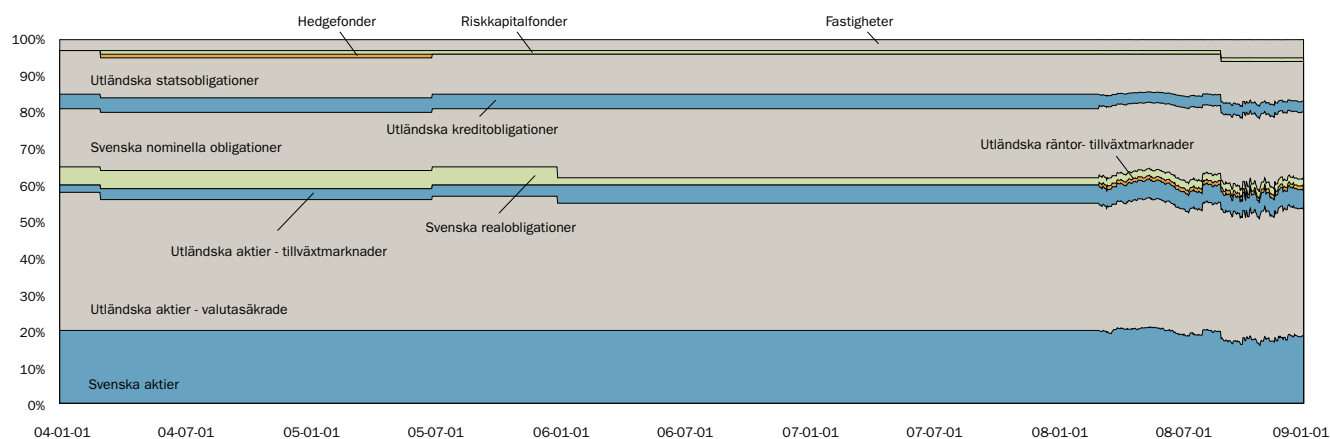 Hedgefonder Riskkapitalfonder Fastigheter
100%
90%
Utländska statsobligationer
80%
Utländska kreditobligationer
Svenska nominella obligationer
Utländska räntor- tillväxtmarknader
70%
60%
50%
Svenska realobligationer
Utländska aktier - tillväxtmarknader
40%
30%
Utländska aktier - valutasäkrade
20%
10%
Svenska aktier
0%
04-01-01 04-07-01 05-01-01 05-07-01 06-01-01 06-07-01 07-01-01 07-07-01 08-01-01 08-07-01 09-01-01